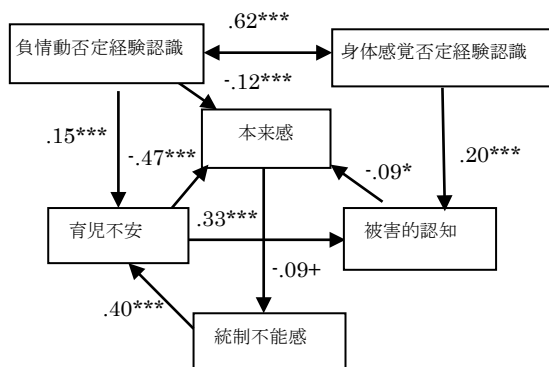 .62***
負情動否定経験認識
身体感覚否定経験認識
-.12***
本来感
.15***
-.47***
-.09*
.20***
育児不安
.33***
被害的認知
-.09+
.40***
統制不能感